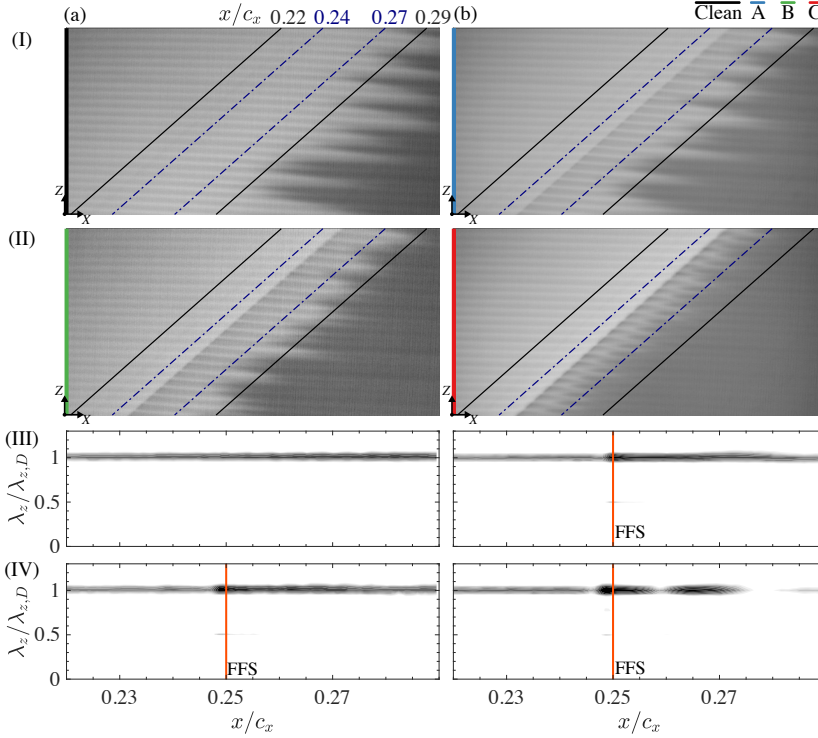 (a) x/c_x 0.22 0.24 0.27 0.29 (b) Clean A B C
(I)
z x z x
(II)
z x z x
(III) λ_z/λ_{z,D} 1 0.5 0 FFS
(IV) λ_z/λ_{z,D} 1 0.5 0 FFS FFS
0.23 0.25 0.27 0.23 0.25 0.27
x/c_x x/c_x